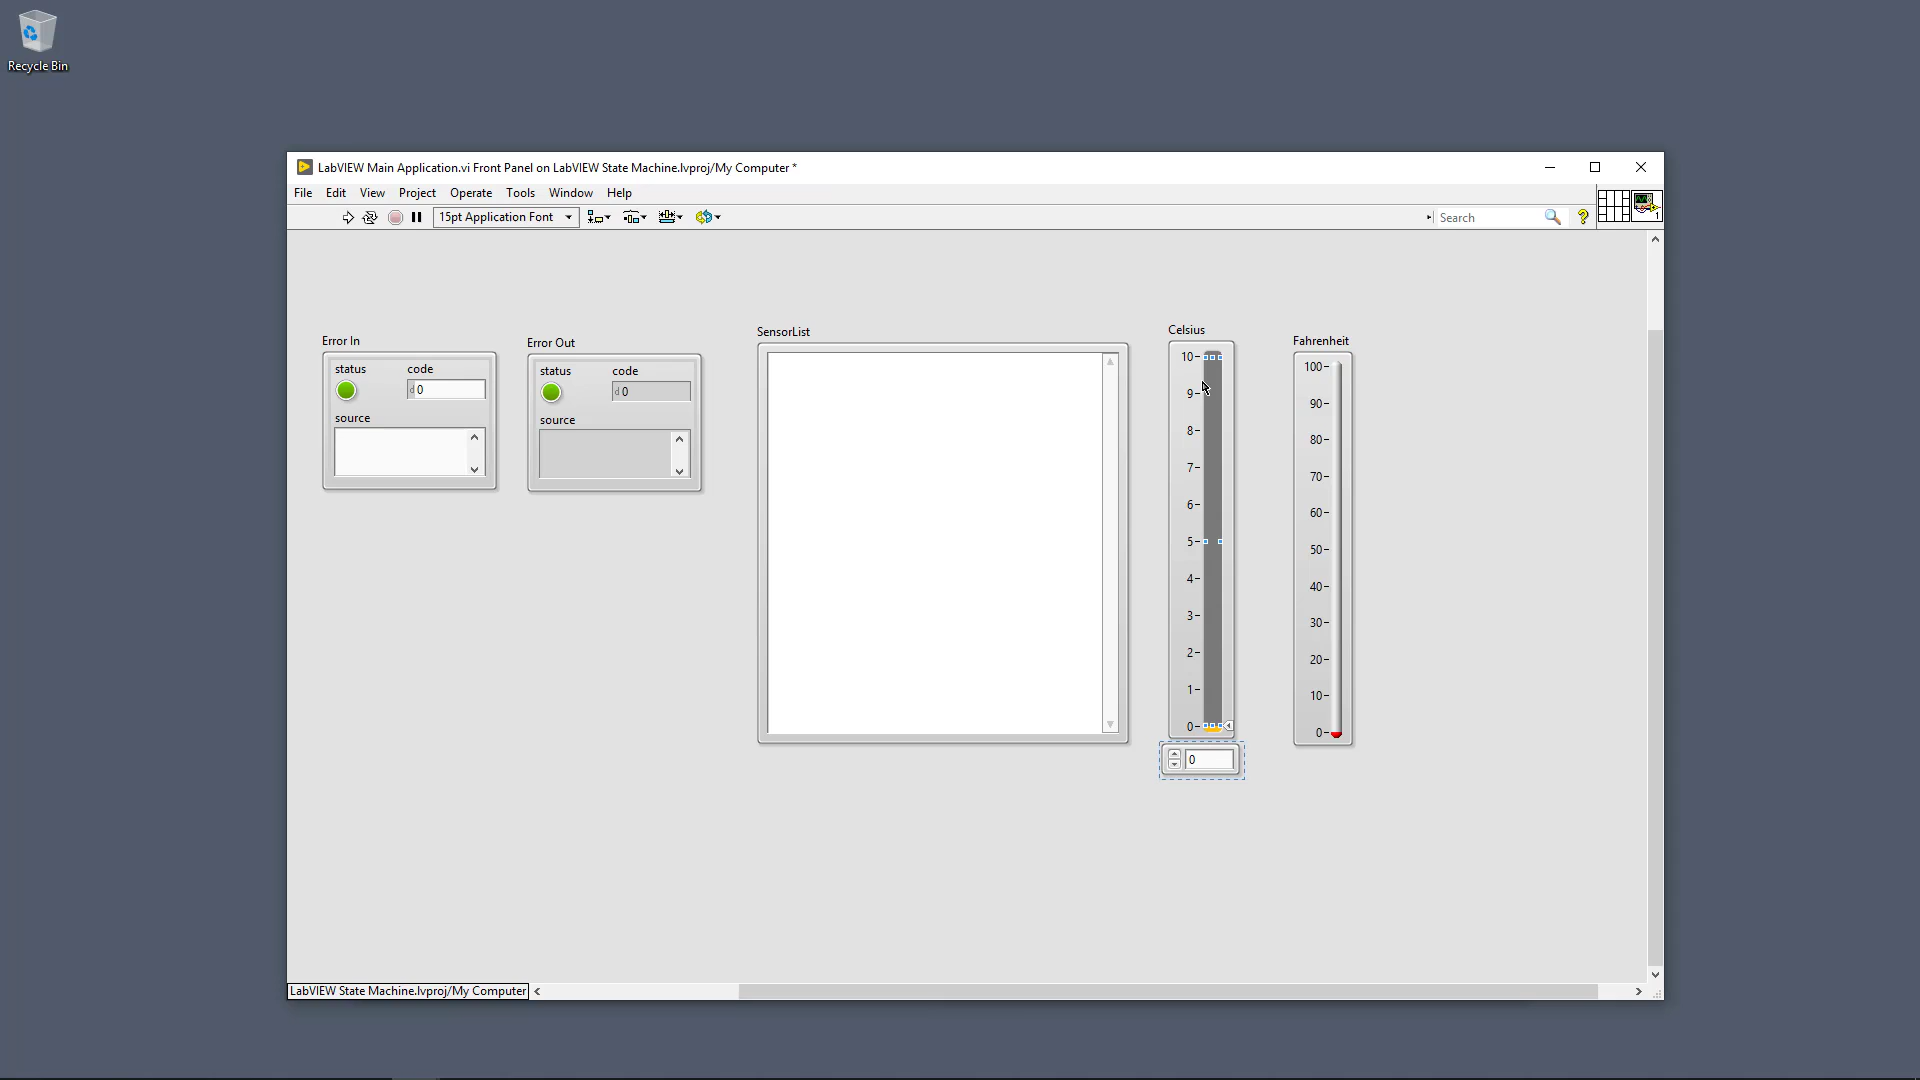 Recycle Bin
LabVIEW Main Application.vi Front Panel on LabVIEW State Machine.lvproj/My Computer *
File Edit View Project Operate Tools Window Help
15pt Application Font
Search
?
1
Error In
status
code
d 0
source
Error Out
status
code
d 0
source
SensorList
Celsius
10
9
8
7
6
5
4
3
2
1
0
0
Fahrenheit
100
90
80
70
60
50
40
30
20
10
0
LabVIEW State Machine.lvproj/My Computer